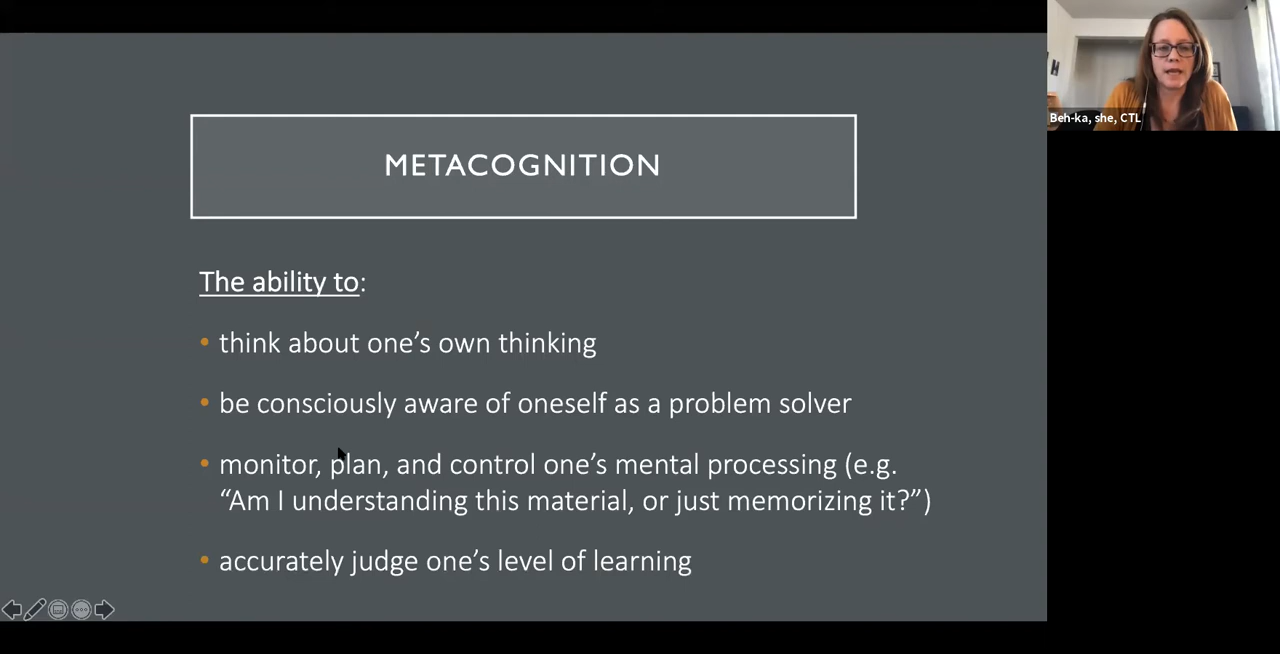 METACOGNITION
The ability to:
• think about one’s own thinking
• be consciously aware of oneself as a problem solver
• monitor, plan, and control one’s mental processing (e.g.
“Am I understanding this material, or just memorizing it?”)
• accurately judge one’s level of learning
Beh-ka, she, CTL